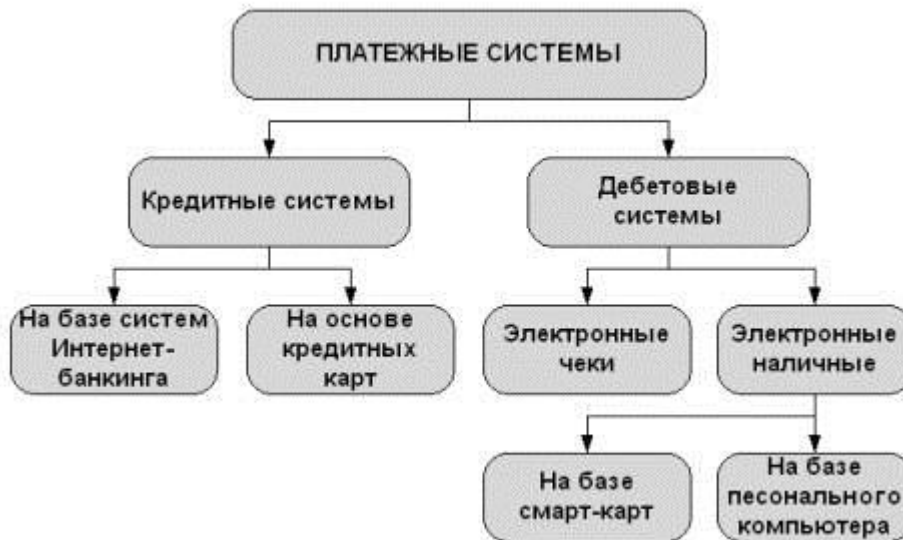 ПЛАТЕЖНЫЕ СИСТЕМЫ
Кредитные системы
Дебетовые
системы
На базе систем
Интернет-
банкинга
На основе
кредитных
карт
Электронные
чеки
Электронные
наличные
На базе
смарт-карт
На базе
песонального
компьютера